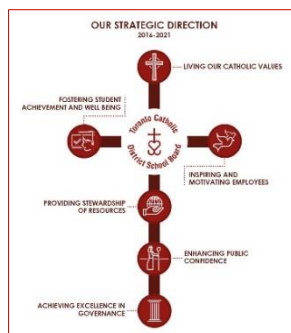 OUR STRATEGIC DIRECTION
2016-2021
LIVING OUR CATHOLIC VALUES
FOSTERING STUDENT
ACHIEVEMENT AND WELL BEING
Toronto Catholic
District School Board
INSPIRING AND
MOTIVATING EMPLOYEES
PROVIDING STEWARDSHIP
OF RESOURCES
ENHANCING PUBLIC
CONFIDENCE
ACHIEVING EXCELLENCE IN
GOVERNANCE